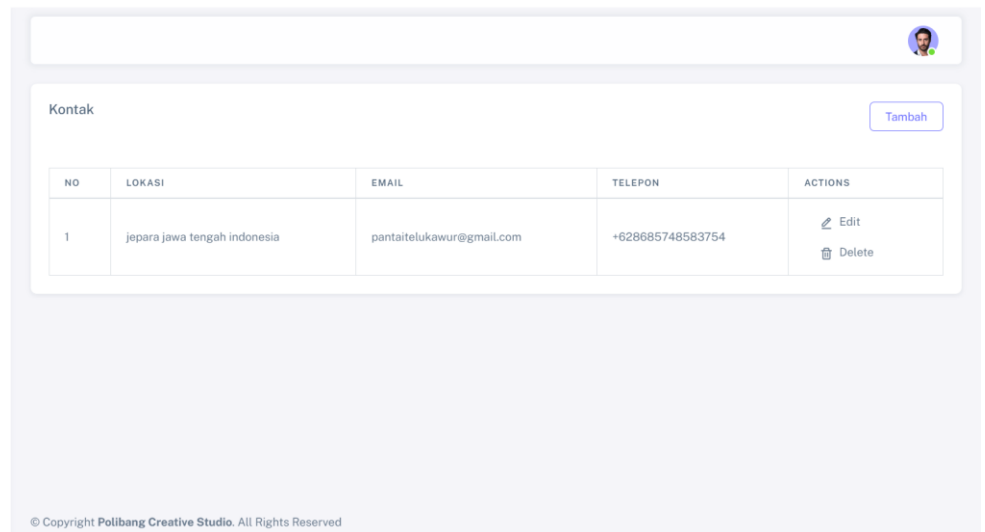 Kontak
Tambah
NO LOKASI EMAIL TELEPON ACTIONS
1 jepara jawa tengah indonesia pantaitelukawur@gmail.com +628685748583754 Edit
Delete
© Copyright Polibang Creative Studio. All Rights Reserved